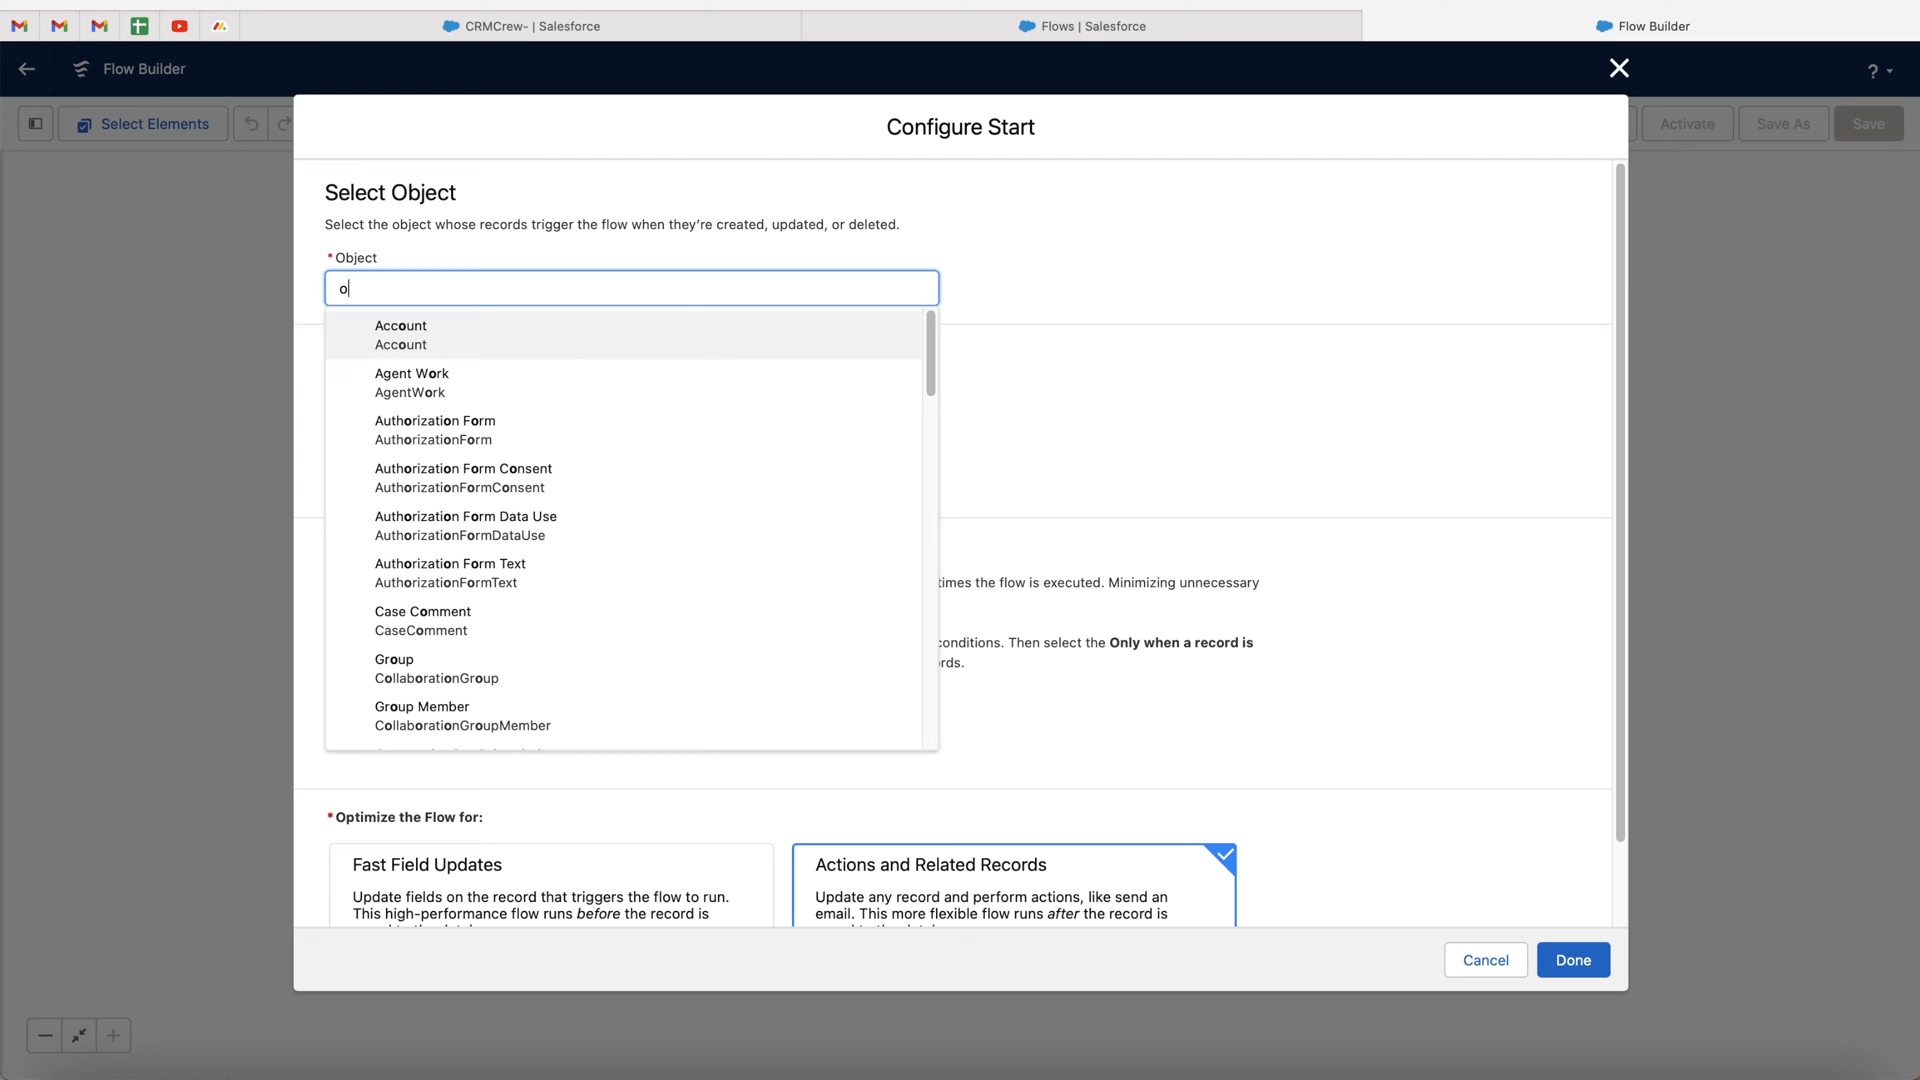 CRMCrew- | Salesforce
Flows | Salesforce
Flow Builder
Flow Builder
?
Select Elements
Activate
Save As
Save
Configure Start
Select Object
Select the object whose records trigger the flow when they're created, updated, or deleted.
* Object
o
Account
Account
Agent Work
AgentWork
Authorization Form
AuthorizationForm
Authorization Form Consent
AuthorizationFormConsent
Authorization Form Data Use
AuthorizationFormDataUse
Authorization Form Text
AuthorizationFormText
Case Comment
CaseComment
Group
CollaborationGroup
Group Member
CollaborationGroupMember
times the flow is executed. Minimizing unnecessary
conditions. Then select the Only when a record is
rds.
* Optimize the Flow for:
Fast Field Updates
Update fields on the record that triggers the flow to run.
This high-performance flow runs before the record is
Actions and Related Records
Update any record and perform actions, like send an
email. This more flexible flow runs after the record is
Cancel
Done